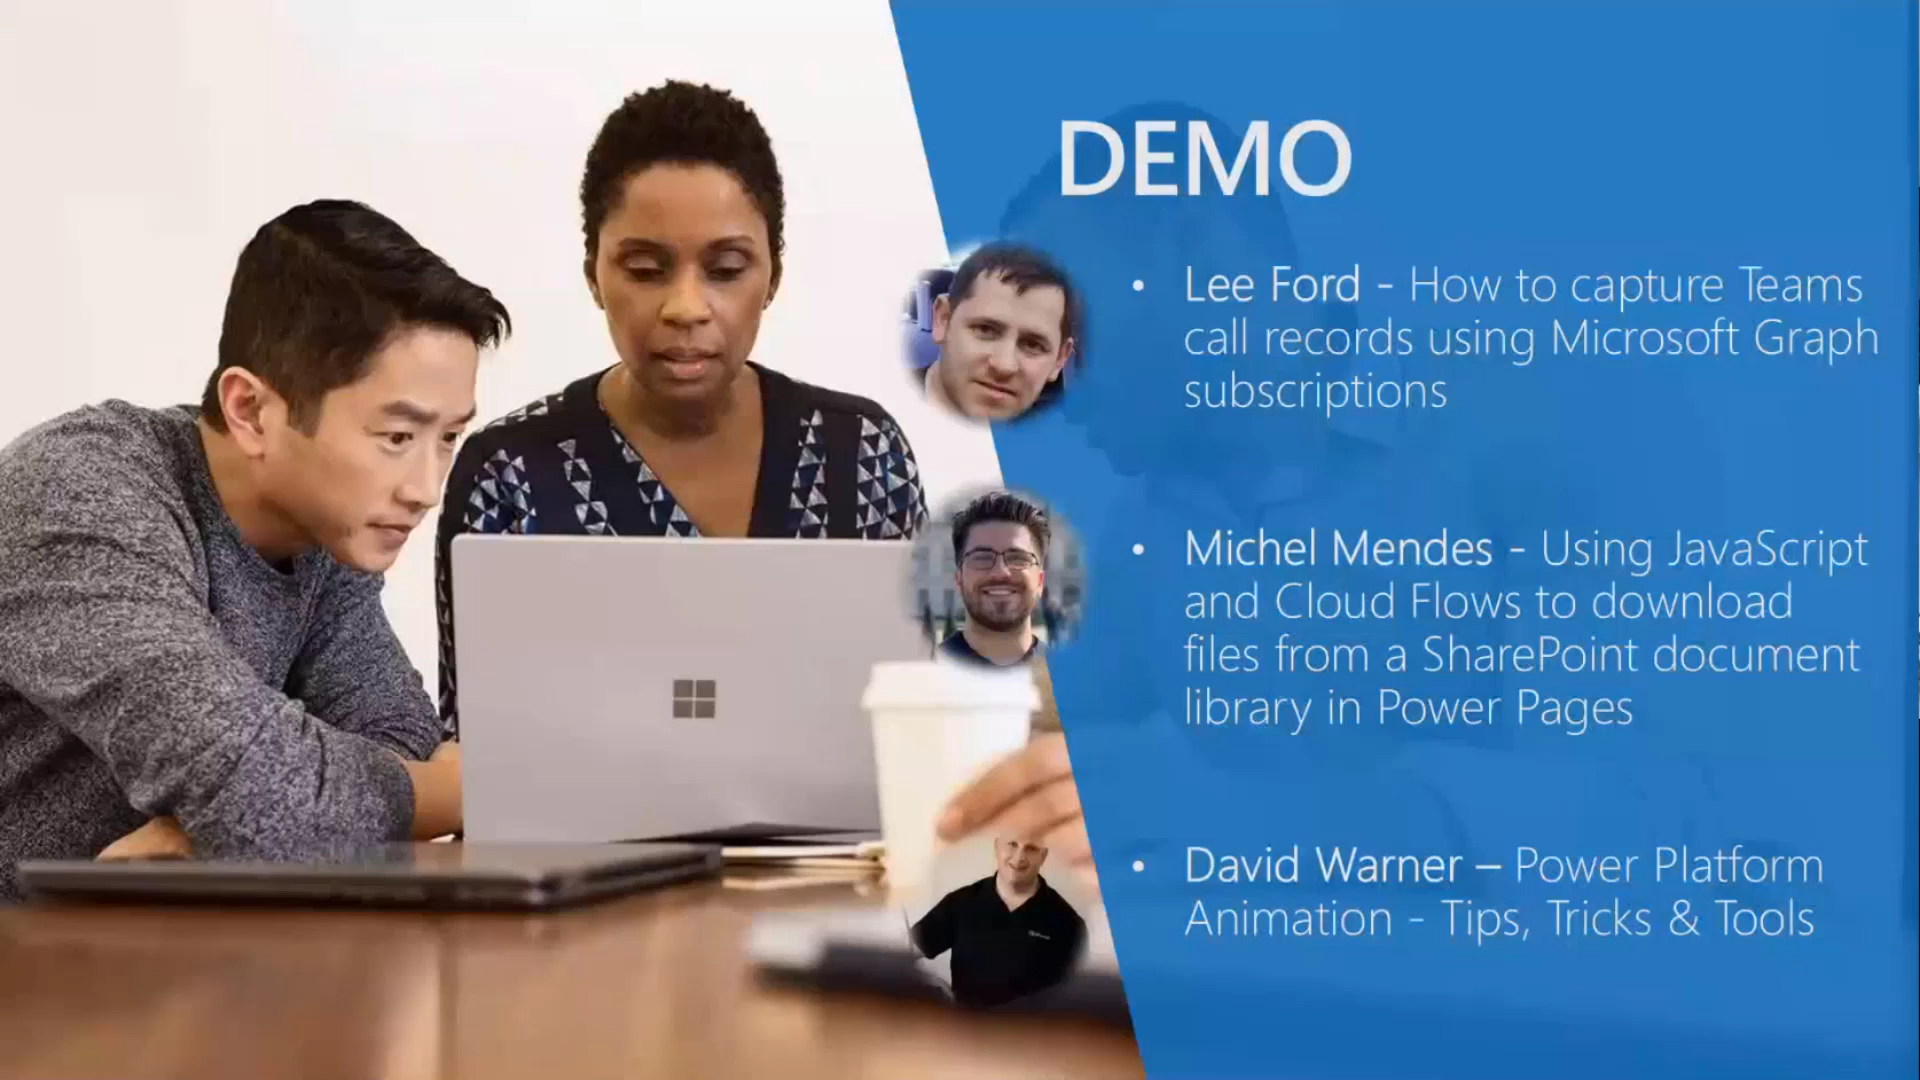 DEMO
• Lee Ford - How to capture Teams
call records using Microsoft Graph
subscriptions
• Michel Mendes - Using JavaScript
and Cloud Flows to download
files from a SharePoint document
library in Power Pages
• David Warner – Power Platform
Animation - Tips, Tricks & Tools